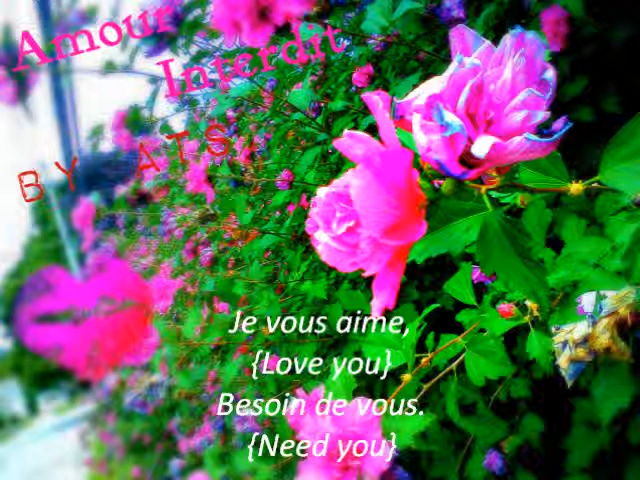 Amour
Interdit
BY ATS
Je vous aime,
{Love you}
Besoin de vous.
{Need you}